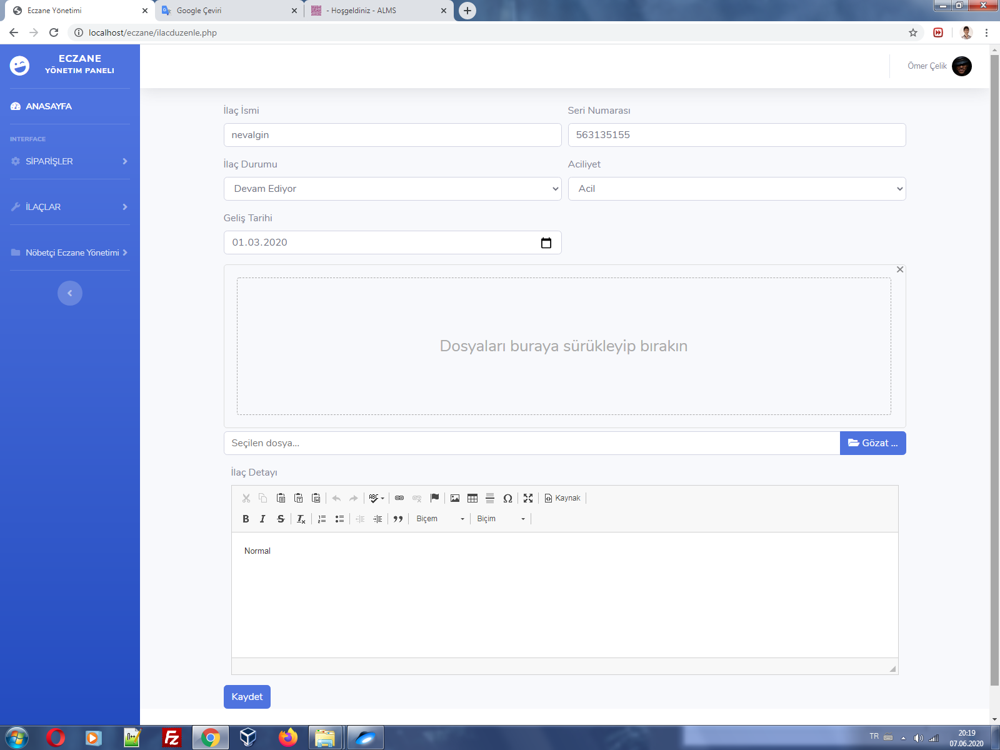 Eczane Yönetimi
Google Çeviri
- Hoşgeldiniz - ALMS
localhost/eczane/ilacduzenle.php
ECZANE
YÖNETIM PANELI
ANASAYFA
INTERFACE
SİPARİŞLER
İLAÇLAR
Nöbetçi Eczane Yönetimi
Ömer Çelik
İlaç İsmi
Seri Numarası
nevalgin
563135155
İlaç Durumu
Aciliyet
Devam Ediyor
Acil
Geliş Tarihi
01.03.2020
Dosyaları buraya sürükleyip bırakın
Seçilen dosya...
Gözat ...
İlaç Detayı
ABC
Kaynak
B I S Tx
Biçem
Biçim
Normal
Kaydet
TR
20:19
07.06.2020